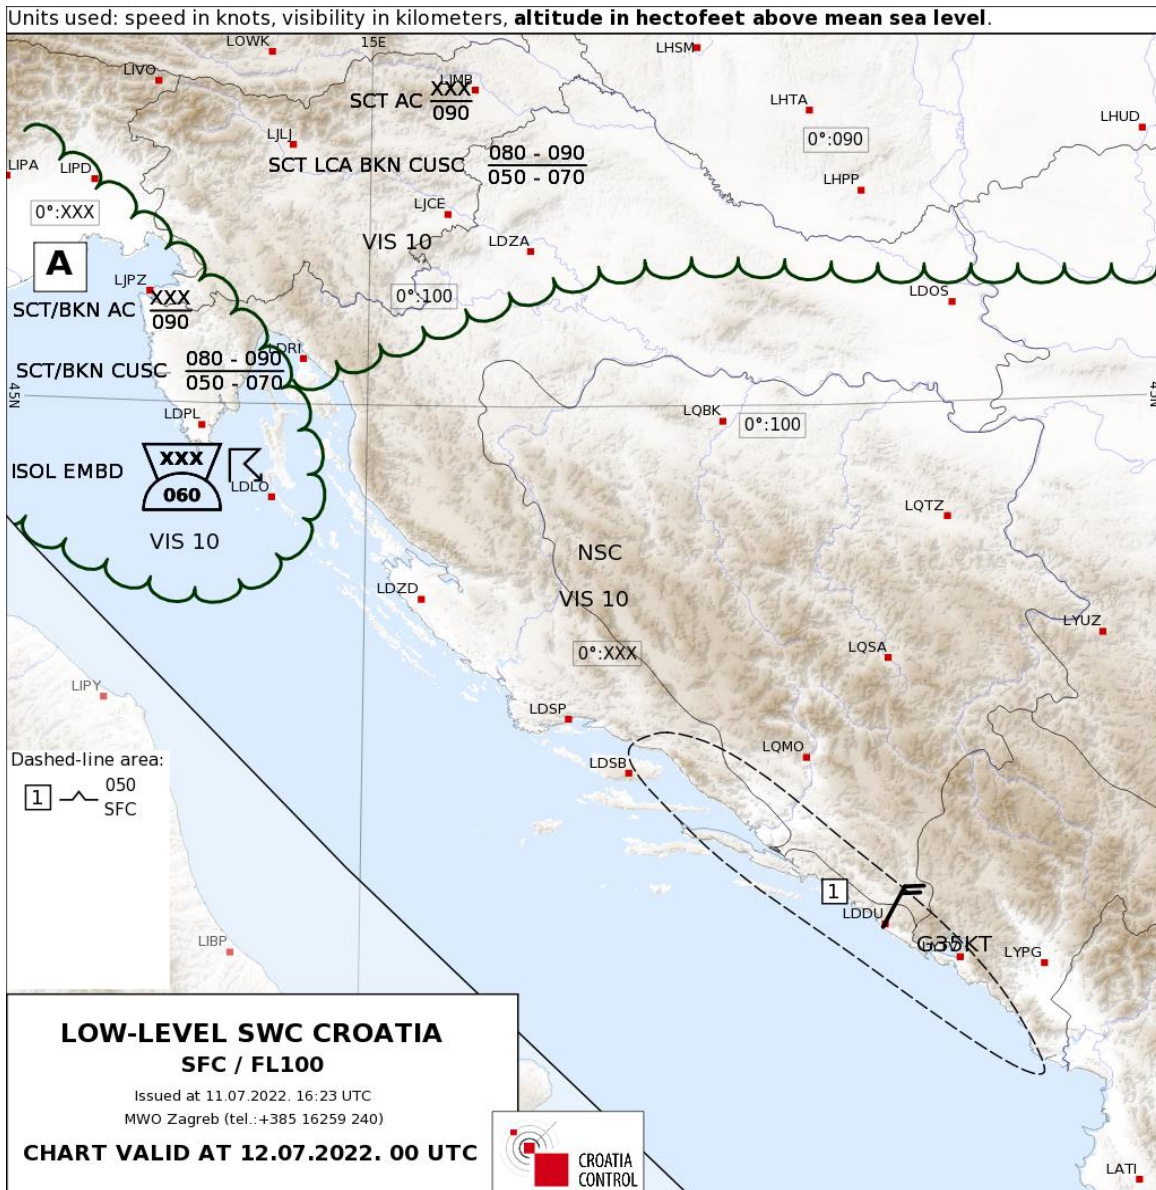 Units used: speed in knots, visibility in kilometers, altitude in hectofeet above mean sea level.
LOWK
15E
LHSM
LIVO
LJMB
SCT AC XXX
090
LHTA
LHUD
LJLJ
0°:090
SCT LCA BKN CUSC 080 - 090
050 - 070
LIPA
LIPD
LHPP
0°:XXX
LJCE
VIS 10
LDZA
A
LJPZ
0°:100
LDOS
SCT/BKN AC XXX
090
LDRI
SCT/BKN CUSC 080 - 090
050 - 070
45N
45N
LDPL
LQBK
0°:100
ISOL EMBD XXX
060
LDLO
LQTZ
VIS 10
NSC
VIS 10
LDZD
LYUZ
LQSA
0°:XXX
LIPY
LDSP
LQMO
LDSB
Dashed-line area:
1 050
SFC
1
LDDU
G35KT
LIBP
LYPG
LOW-LEVEL SWC CROATIA
SFC / FL100
Issued at 11.07.2022. 16:23 UTC
MWO Zagreb (tel.:+385 16259 240)
CHART VALID AT 12.07.2022. 00 UTC
CROATIA
CONTROL
LATI